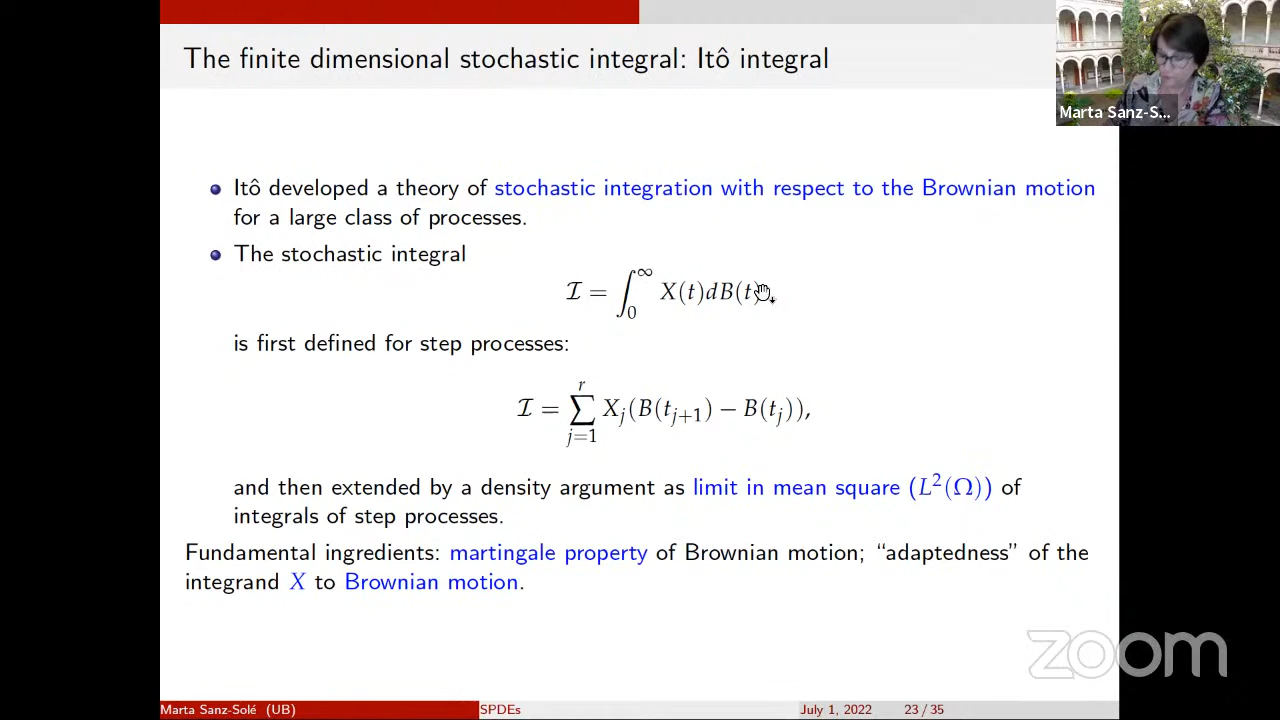 The finite dimensional stochastic integral: Itô integral
Marta Sanz-S...
Itô developed a theory of stochastic integration with respect to the Brownian motion
for a large class of processes.
The stochastic integral
ℐ = ∫₀^∞ X(t)dB(t)
is first defined for step processes:
ℐ = ∑_{j=1}^{r} X_j(B(t_{j+1}) − B(t_j)),
and then extended by a density argument as limit in mean square (L²(Ω)) of
integrals of step processes.
Fundamental ingredients: martingale property of Brownian motion; “adaptedness” of the
integrand X to Brownian motion.
zoom
Marta Sanz-Solé (UB) SPDEs July 1, 2022 23 / 35